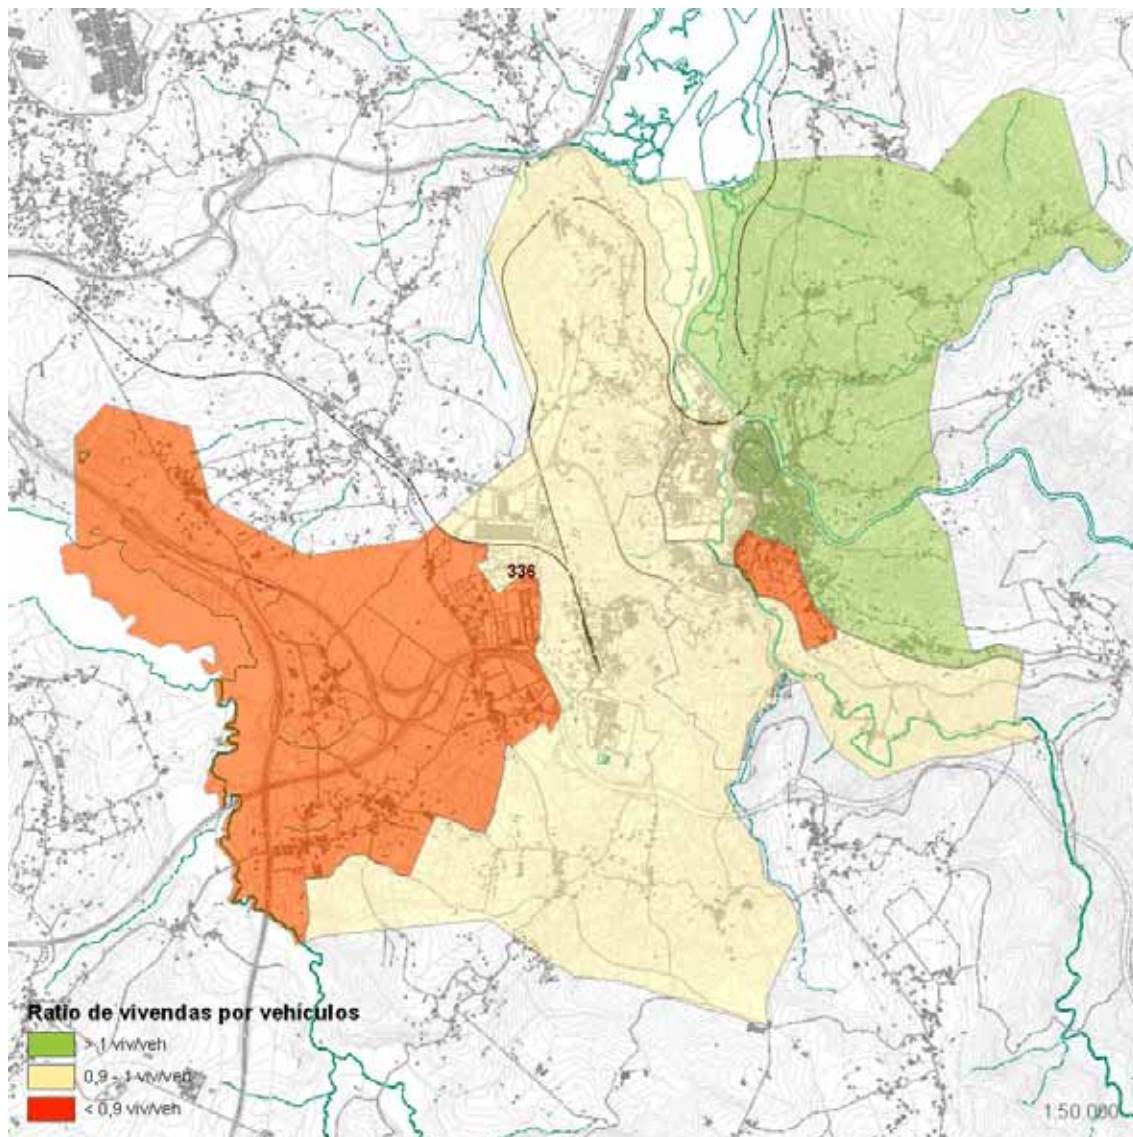 336
Ratio de vivendas por vehículos
> 1 viv/veh
0,9 - 1 viv/veh
< 0,9 viv/veh
1:50.000